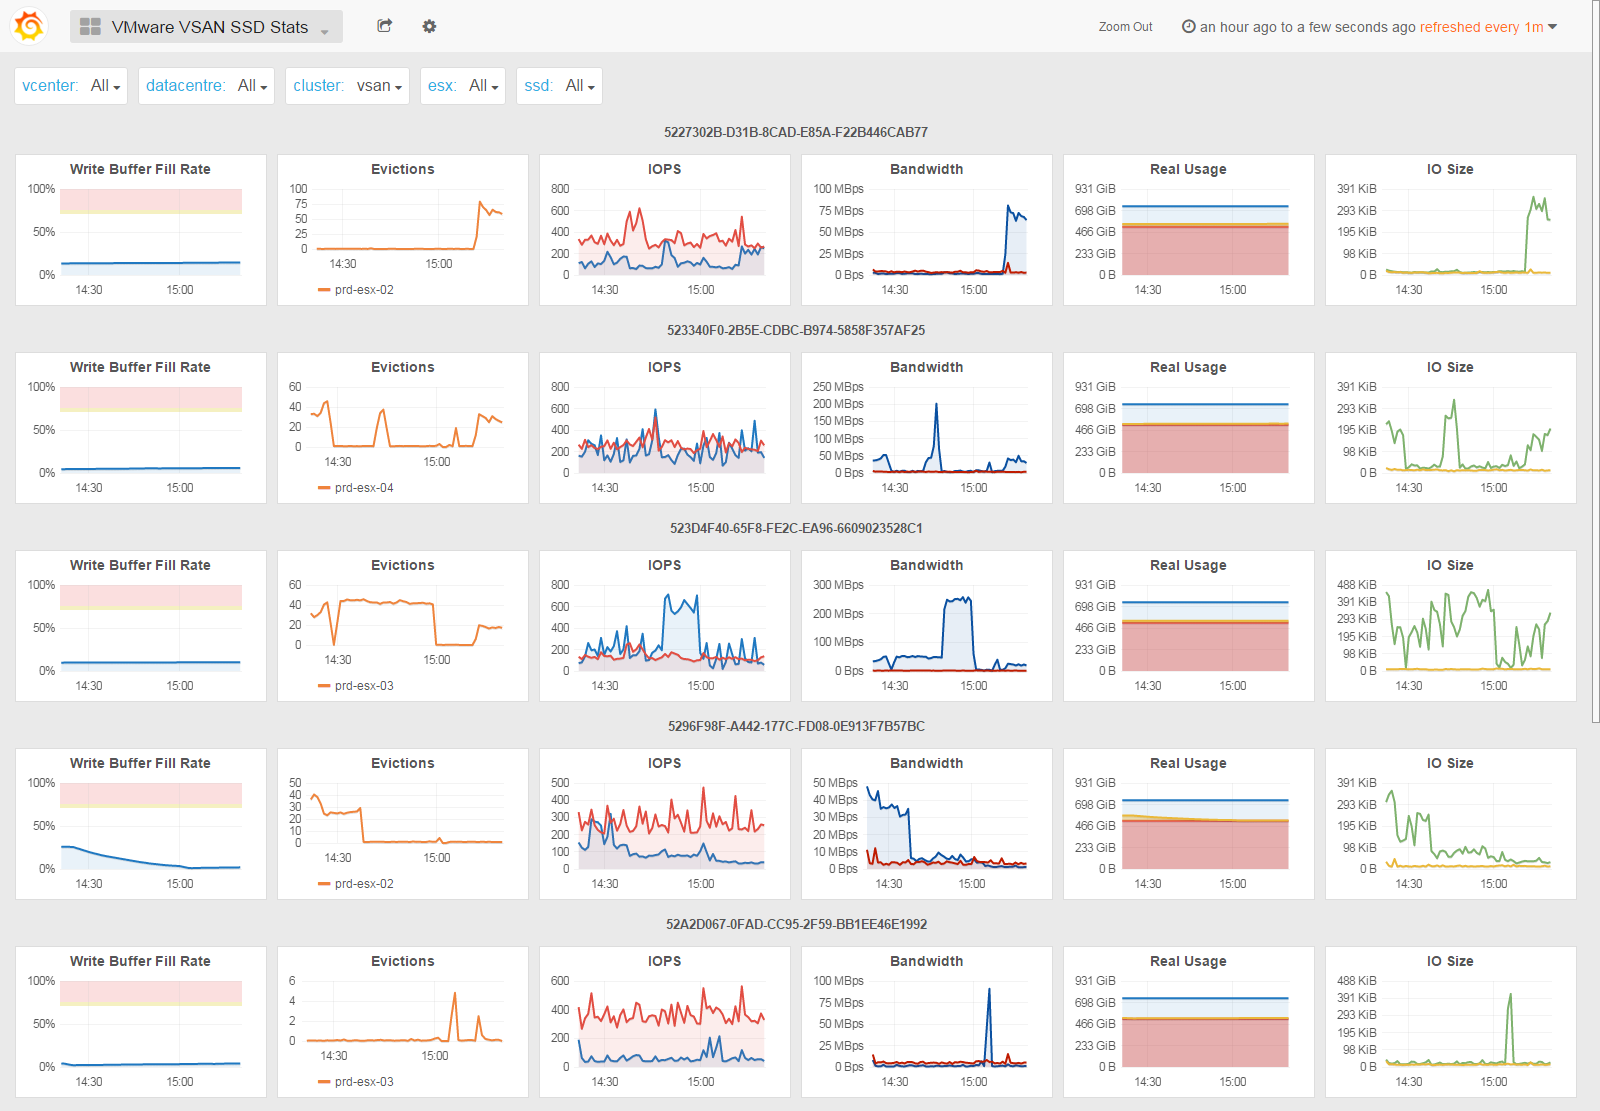 VMware VSAN SSD Stats
Zoom Out
an hour ago to a few seconds ago refreshed every 1m
vcenter: All datacentre: All cluster: vsan esx: All ssd: All
5227302B-D31B-8CAD-E85A-F22B446CAB77
Write Buffer Fill Rate
100%
50%
0%
14:30 15:00
Evictions
100
75
50
25
0
14:30 15:00
prd-esx-02
IOPS
800
600
400
200
0
14:30 15:00
Bandwidth
100 MBps
75 MBps
50 MBps
25 MBps
0 Bps
14:30 15:00
Real Usage
931 GiB
698 GiB
466 GiB
233 GiB
0 B
14:30 15:00
IO Size
391 KiB
293 KiB
195 KiB
98 KiB
0 B
14:30 15:00
523340F0-2B5E-CDBC-B974-5858F357AF25
Write Buffer Fill Rate
100%
50%
0%
14:30 15:00
Evictions
60
40
20
0
14:30 15:00
prd-esx-04
IOPS
800
600
400
200
0
14:30 15:00
Bandwidth
250 MBps
200 MBps
150 MBps
100 MBps
50 MBps
0 Bps
14:30 15:00
Real Usage
931 GiB
698 GiB
466 GiB
233 GiB
0 B
14:30 15:00
IO Size
391 KiB
293 KiB
195 KiB
98 KiB
0 B
14:30 15:00
523D4F40-65F8-FE2C-EA96-6609023528C1
Write Buffer Fill Rate
100%
50%
0%
14:30 15:00
Evictions
60
40
20
0
14:30 15:00
prd-esx-03
IOPS
800
600
400
200
0
14:30 15:00
Bandwidth
300 MBps
200 MBps
100 MBps
0 Bps
14:30 15:00
Real Usage
931 GiB
698 GiB
466 GiB
233 GiB
0 B
14:30 15:00
IO Size
488 KiB
391 KiB
293 KiB
195 KiB
98 KiB
0 B
14:30 15:00
5296F98F-A442-177C-FD08-0E913F7B57BC
Write Buffer Fill Rate
100%
50%
0%
14:30 15:00
Evictions
50
40
30
20
10
0
14:30 15:00
prd-esx-02
IOPS
500
400
300
200
100
0
14:30 15:00
Bandwidth
50 MBps
40 MBps
30 MBps
20 MBps
10 MBps
0 Bps
14:30 15:00
Real Usage
931 GiB
698 GiB
466 GiB
233 GiB
0 B
14:30 15:00
IO Size
391 KiB
293 KiB
195 KiB
98 KiB
0 B
14:30 15:00
52A2D067-0FAD-CC95-2F59-BB1EE46E1992
Write Buffer Fill Rate
100%
50%
0%
14:30 15:00
Evictions
6
4
2
0
14:30 15:00
prd-esx-03
IOPS
600
400
200
0
14:30 15:00
Bandwidth
100 MBps
75 MBps
50 MBps
25 MBps
0 Bps
14:30 15:00
Real Usage
931 GiB
698 GiB
466 GiB
233 GiB
0 B
14:30 15:00
IO Size
488 KiB
391 KiB
293 KiB
195 KiB
98 KiB
0 B
14:30 15:00